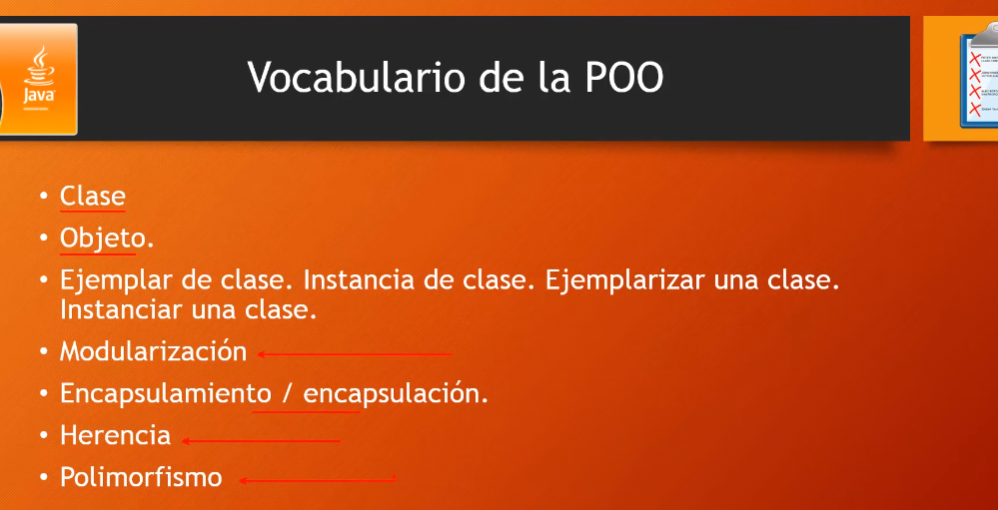 Java
Vocabulario de la POO
• Clase
• Objeto.
• Ejemplar de clase. Instancia de clase. Ejemplarizar una clase.
Instanciar una clase.
• Modularización
• Encapsulamiento / encapsulación.
• Herencia
• Polimorfismo